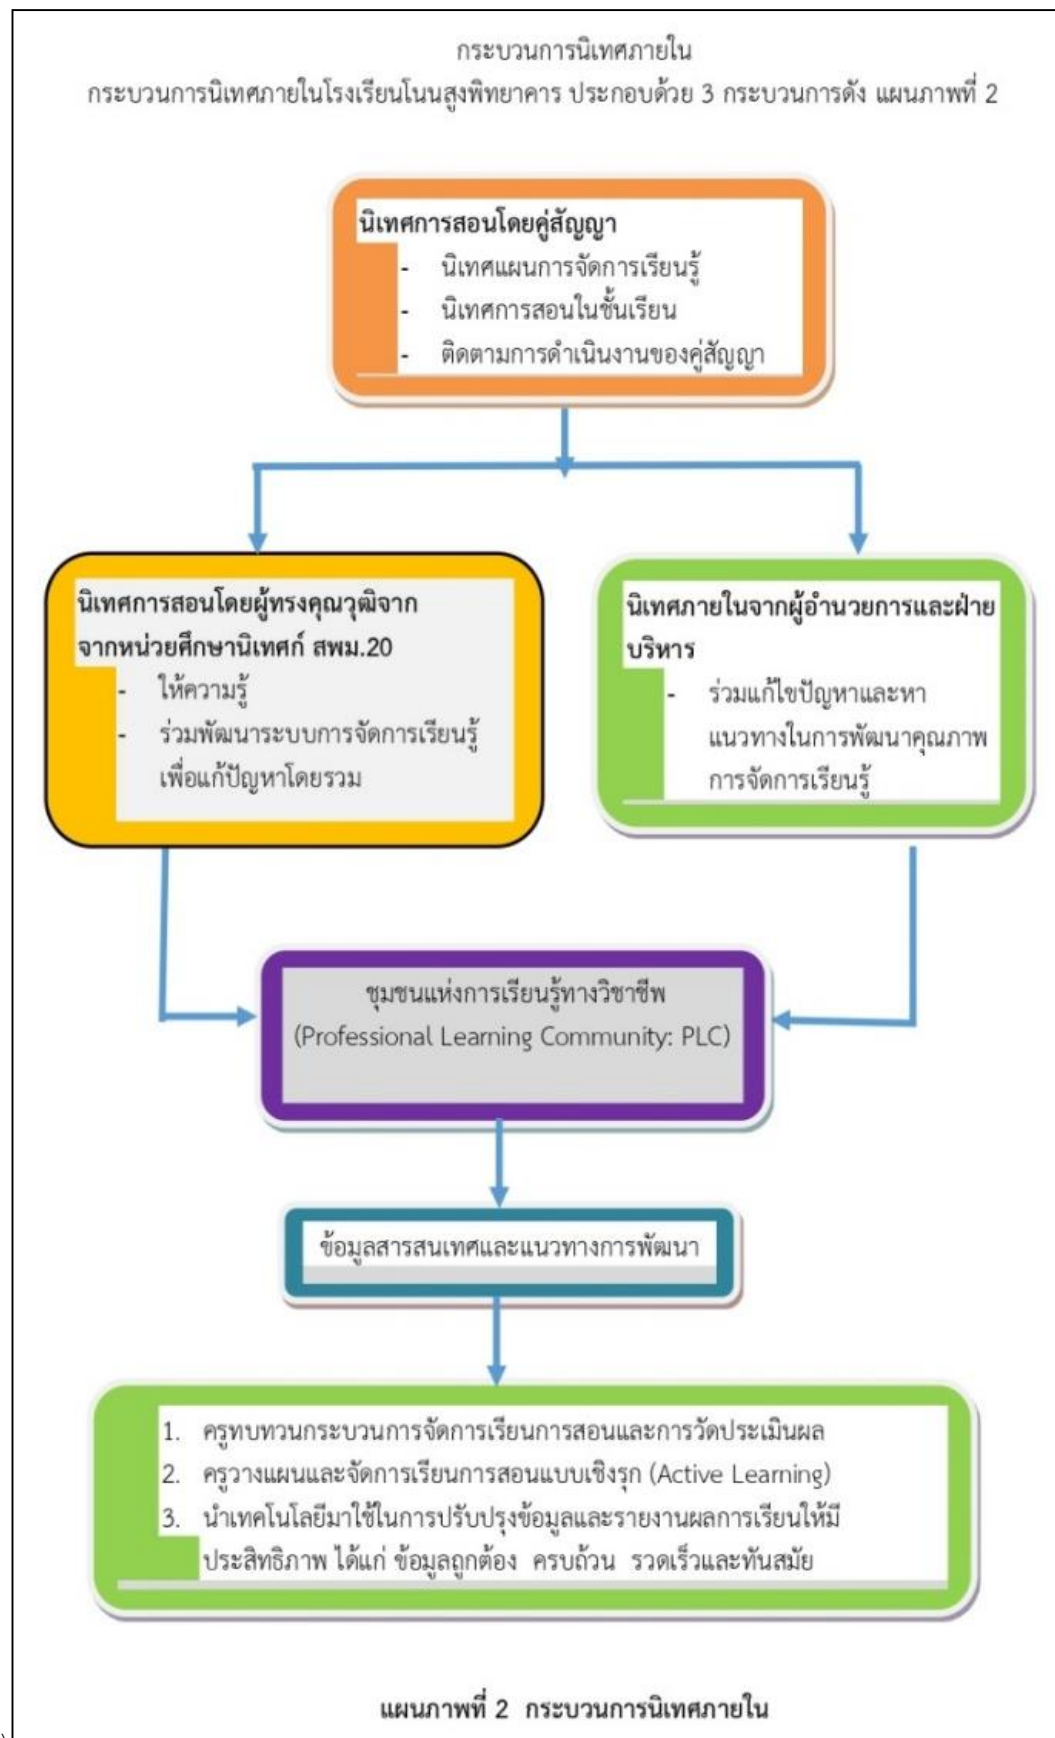 กระบวนการนิเทศภายใน
กระบวนการนิเทศภายในโรงเรียนโนนสูงพิทยาคาร ประกอบด้วย 3 กระบวนการดัง แผนภาพที่ 2
นิเทศการสอนโดยคู่สัญญา
- นิเทศแผนการจัดการเรียนรู้
- นิเทศการสอนในชั้นเรียน
- ติดตามการดำเนินงานของคู่สัญญา
นิเทศการสอนโดยผู้ทรงคุณวุฒิจาก
จากหน่วยศึกษานิเทศก์ สพม.20
- ให้ความรู้
- ร่วมพัฒนาระบบการจัดการเรียนรู้
เพื่อแก้ปัญหาโดยรวม
นิเทศภายในจากผู้อำนวยการและฝ่าย
บริหาร
- ร่วมแก้ไขปัญหาและหา
แนวทางในการพัฒนาคุณภาพ
การจัดการเรียนรู้
ชุมชนแห่งการเรียนรู้ทางวิชาชีพ
(Professional Learning Community: PLC)
ข้อมูลสารสนเทศและแนวทางการพัฒนา
1. ครูทบทวนกระบวนการจัดการเรียนการสอนและการวัดประเมินผล
2. ครูวางแผนและจัดการเรียนการสอนแบบเชิงรุก (Active Learning)
3. นำเทคโนโลยีมาใช้ในการปรับปรุงข้อมูลและรายงานผลการเรียนให้มี
ประสิทธิภาพ ได้แก่ ข้อมูลถูกต้อง ครบถ้วน รวดเร็วและทันสมัย
แผนภาพที่ 2 กระบวนการนิเทศภายใน